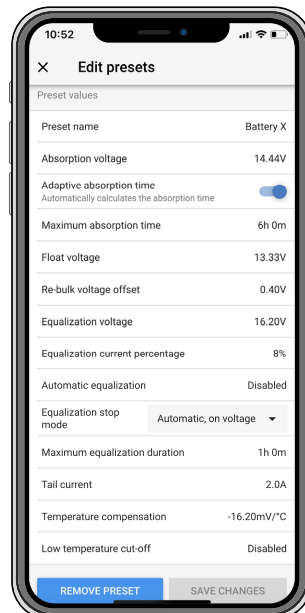 10:52
Edit presets
Preset values
Preset name Battery X
Absorption voltage 14.44V
Adaptive absorption time
Automatically calculates the absorption time
Maximum absorption time 6h 0m
Float voltage 13.33V
Re-bulk voltage offset 0.40V
Equalization voltage 16.20V
Equalization current percentage 8%
Automatic equalization Disabled
Equalization stop
mode Automatic, on voltage
Maximum equalization duration 1h 0m
Tail current 2.0A
Temperature compensation -16.20mV/°C
Low temperature cut-off Disabled
REMOVE PRESET SAVE CHANGES